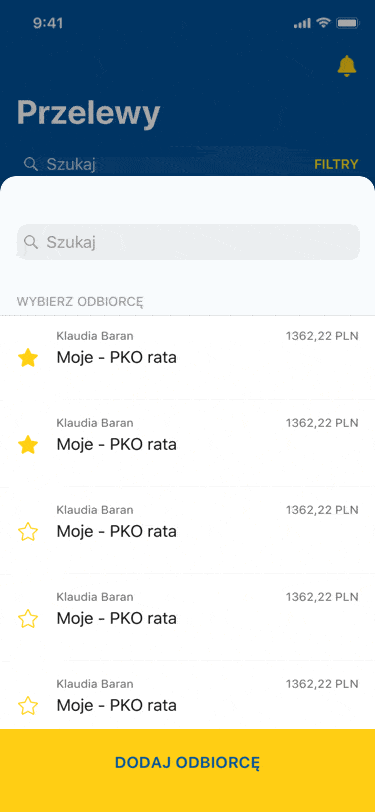 9:41
Przelewy
Szukaj FILTRY
Szukaj
WYBIERZ ODBIORCĘ
Klaudia Baran 1362,22 PLN
Moje - PKO rata
Klaudia Baran 1362,22 PLN
Moje - PKO rata
Klaudia Baran 1362,22 PLN
Moje - PKO rata
Klaudia Baran 1362,22 PLN
Moje - PKO rata
Klaudia Baran 1362,22 PLN
Moje - PKO rata
DODAJ ODBIORCĘ